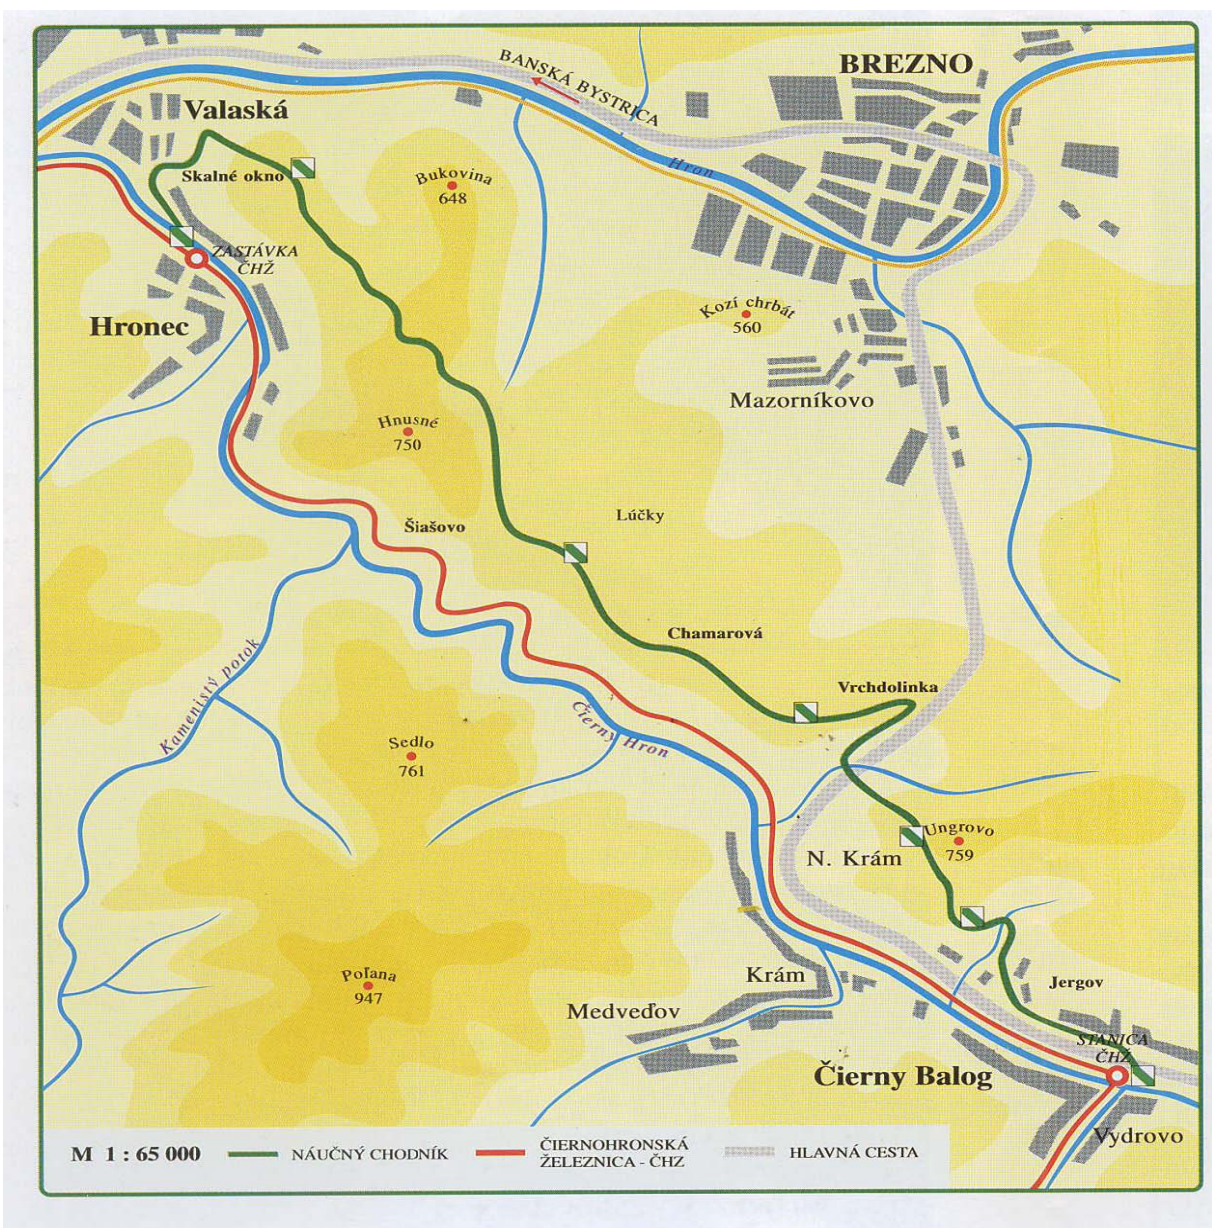 BANSKÁ BYSTRICA
BREZNO
Valaská
Hron
Skalné okno
Bukovina
648
ZASTÁVKA
ČHŽ
Hronec
Kozí chrbát
560
Mazorníkovo
Hnusné
750
Šiašovo
Lúčky
Chamarová
Vrchdolinka
Kamenistý potok
Čierny Hron
Sedlo
761
Ungrovo
759
N. Krám
Poľana
947
Krám
Medveďov
Jergov
STANICA
ČHŽ
Čierny Balog
Vydrovo
M 1 : 65 000
NÁUČNÝ CHODNÍK
ČIERNOHRONSKÁ
ŽELEZNICA - ČHZ
HLAVNÁ CESTA